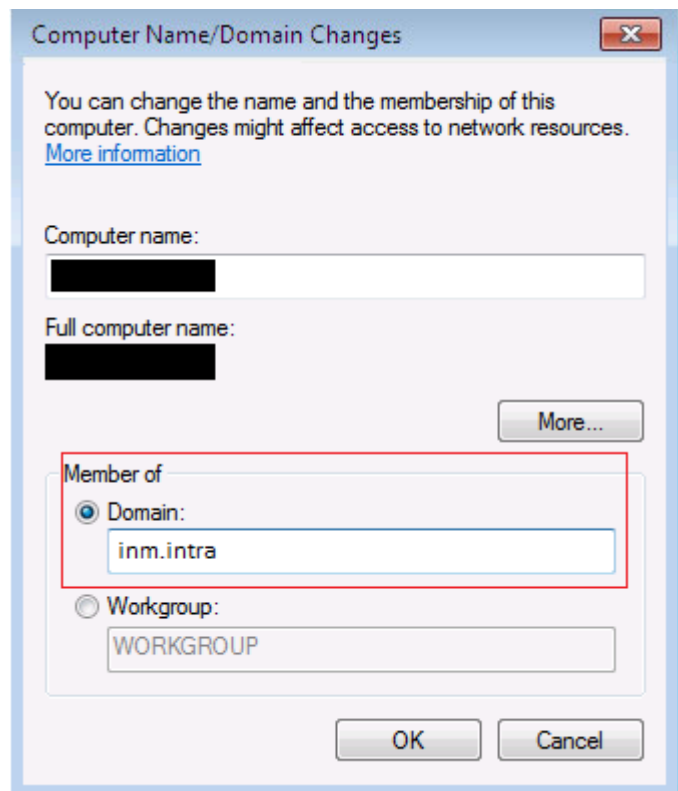 Computer Name/Domain Changes
You can change the name and the membership of this
computer. Changes might affect access to network resources.
More information
Computer name:
Full computer name:
More...
Member of
Domain:
inm.intra
Workgroup:
WORKGROUP
OK
Cancel